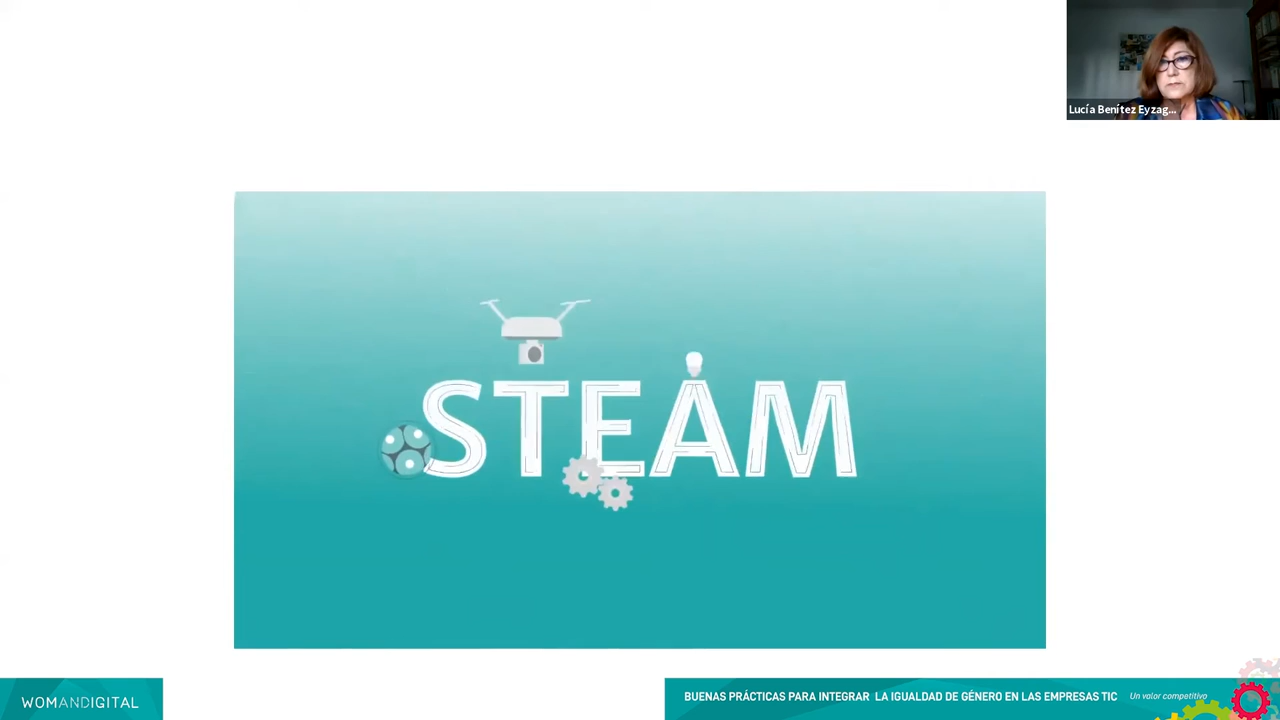 Lucía Benítez Eyzag...
STEAM
WOMANDIGITAL
BUENAS PRÁCTICAS PARA INTEGRAR LA IGUALDAD DE GÉNERO EN LAS EMPRESAS TIC Un valor competitivo